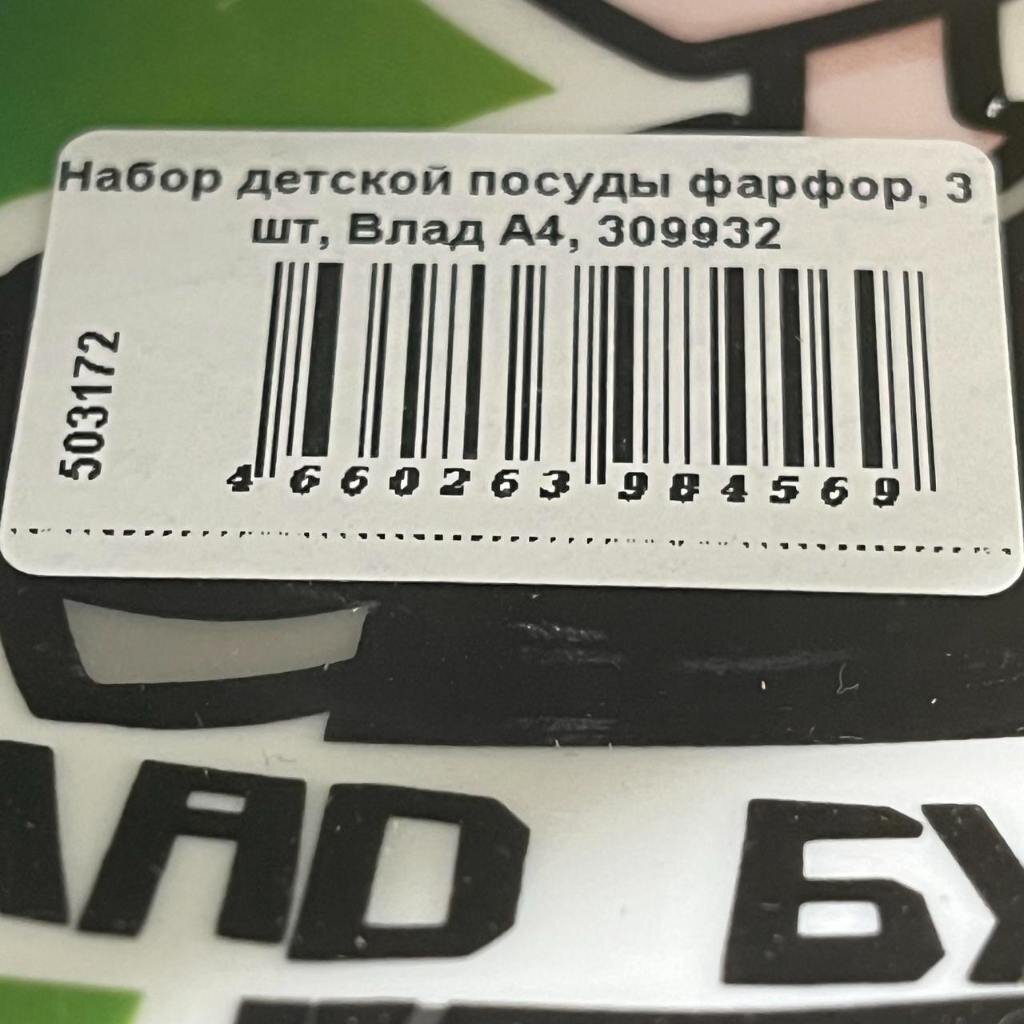 Набор детской посуды фарфор, 3
шт, Влад А4, 309932
503172
4 660263 984569